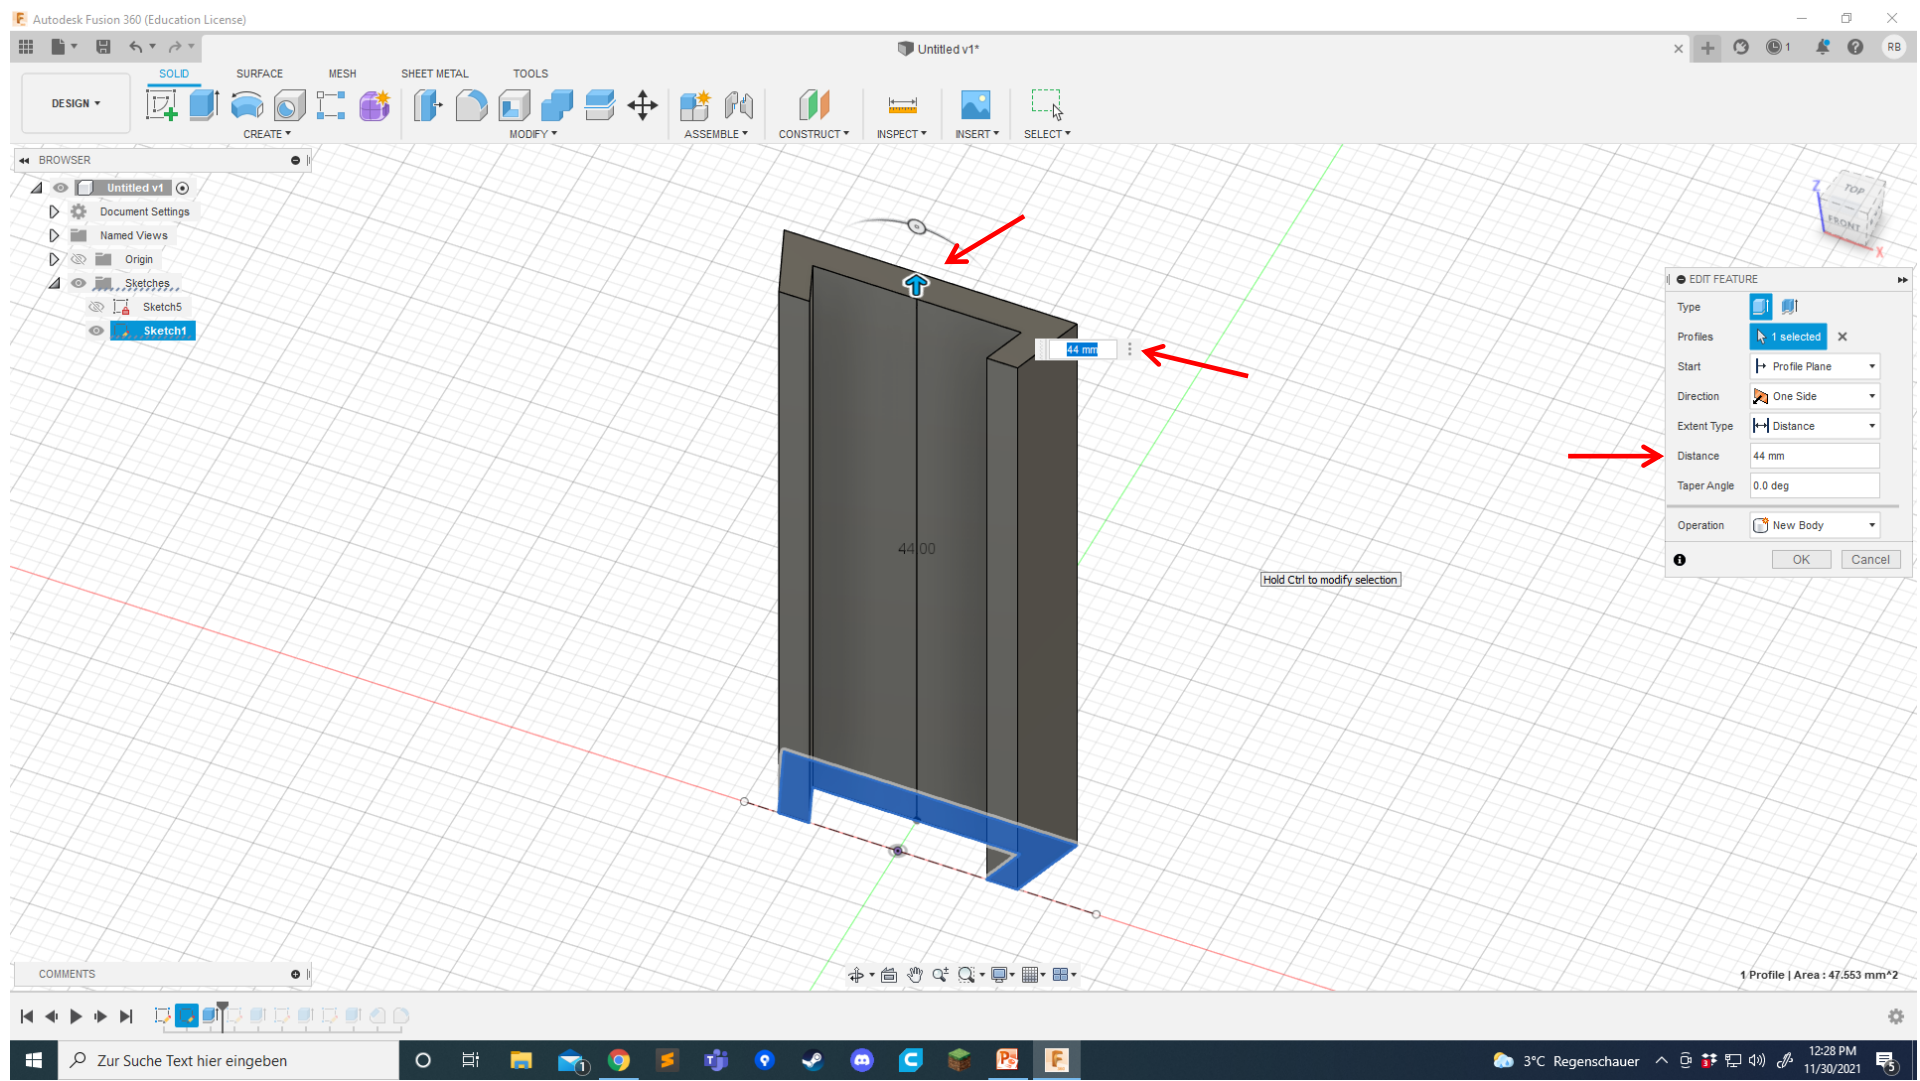 Autodesk Fusion 360 (Education License)
Untitled v1*
1
RB
SOLID SURFACE MESH SHEET METAL TOOLS
DESIGN
CREATE MODIFY ASSEMBLE CONSTRUCT INSPECT INSERT SELECT
BROWSER
Untitled v1
Document Settings
Named Views
Origin
Sketches
Sketch5
Sketch1
44 mm
44.00
Hold Ctrl to modify selection
Z
TOP
FRONT
X
EDIT FEATURE
Type
Profiles 1 selected
Start Profile Plane
Direction One Side
Extent Type Distance
Distance 44 mm
Taper Angle 0.0 deg
Operation New Body
OK Cancel
COMMENTS
1 Profile | Area : 47.553 mm^2
Zur Suche Text hier eingeben
1
3°C Regenschauer
12:28 PM
11/30/2021
5